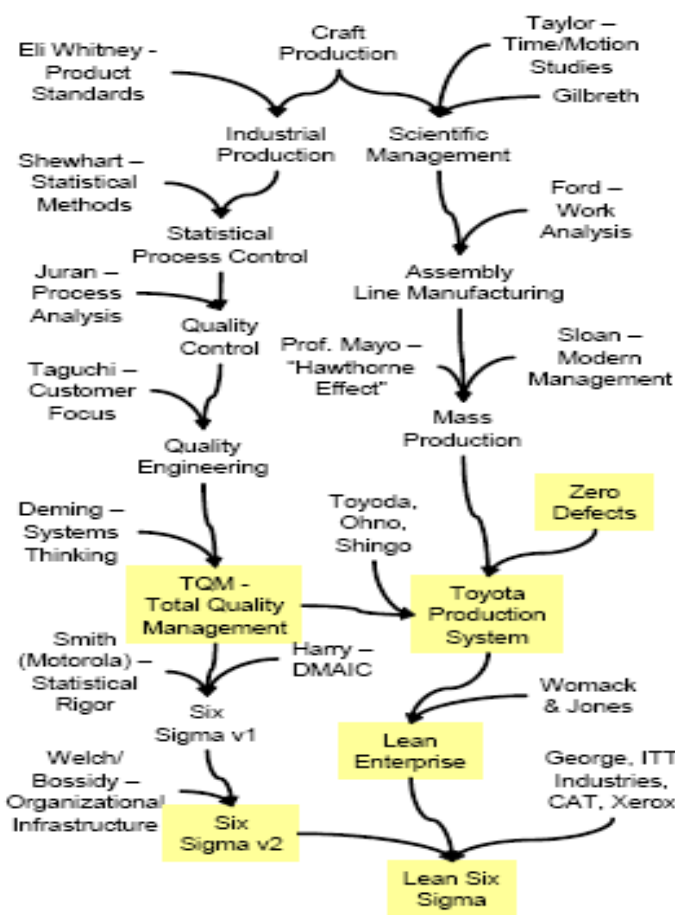 Craft
Production
Eli Whitney -
Product
Standards
Taylor –
Time/Motion
Studies
Gilbreth
Industrial
Production
Scientific
Management
Shewhart –
Statistical
Methods
Ford –
Work
Analysis
Statistical
Process Control
Assembly
Line Manufacturing
Juran –
Process
Analysis
Quality
Control
Prof. Mayo –
"Hawthorne
Effect"
Sloan –
Modern
Management
Taguchi –
Customer
Focus
Mass
Production
Quality
Engineering
Zero
Defects
Deming –
Systems
Thinking
Toyoda,
Ohno,
Shingo
TQM -
Total Quality
Management
Toyota
Production
System
Smith
(Motorola) –
Statistical
Rigor
Harry –
DMAIC
Womack
& Jones
Six
Sigma v1
Lean
Enterprise
Welch/
Bossidy –
Organizational
Infrastructure
George, ITT
Industries,
CAT, Xerox
Six
Sigma v2
Lean Six
Sigma